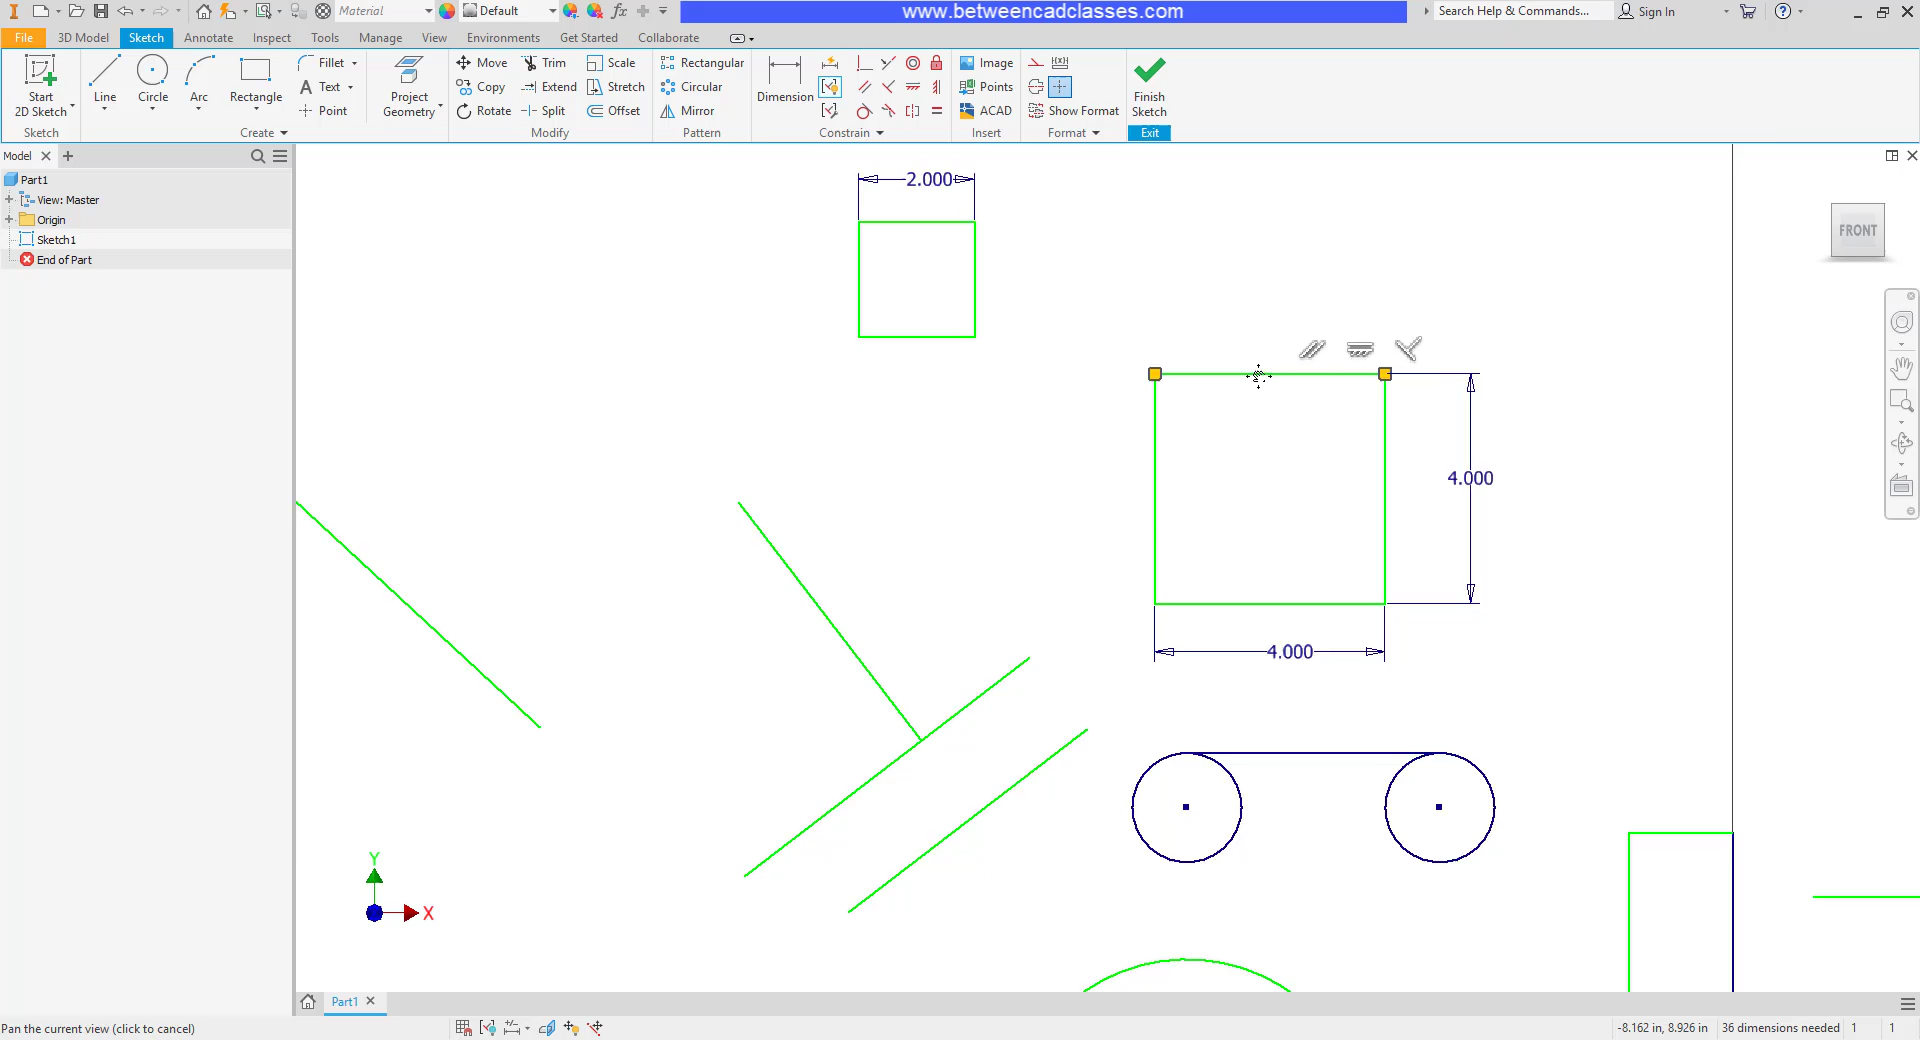 Material
Default
www.betweencadclasses.com
Search Help & Commands...
Sign In
File
3D Model
Sketch
Annotate
Inspect
Tools
Manage
View
Environments
Get Started
Collaborate
Start
2D Sketch
Line
Circle
Arc
Rectangle
Fillet
Text
Point
Project
Geometry
Move
Copy
Rotate
Trim
Extend
Split
Scale
Stretch
Offset
Rectangular
Circular
Mirror
Dimension
Image
Points
ACAD
Show Format
Finish
Sketch
Sketch
Create
Modify
Pattern
Constrain
Insert
Format
Exit
Model
Part1
View: Master
Origin
Sketch1
End of Part
2.000
FRONT
4.000
4.000
Y
X
Part1
Pan the current view (click to cancel)
-8.162 in, 8.926 in
36 dimensions needed
1
1